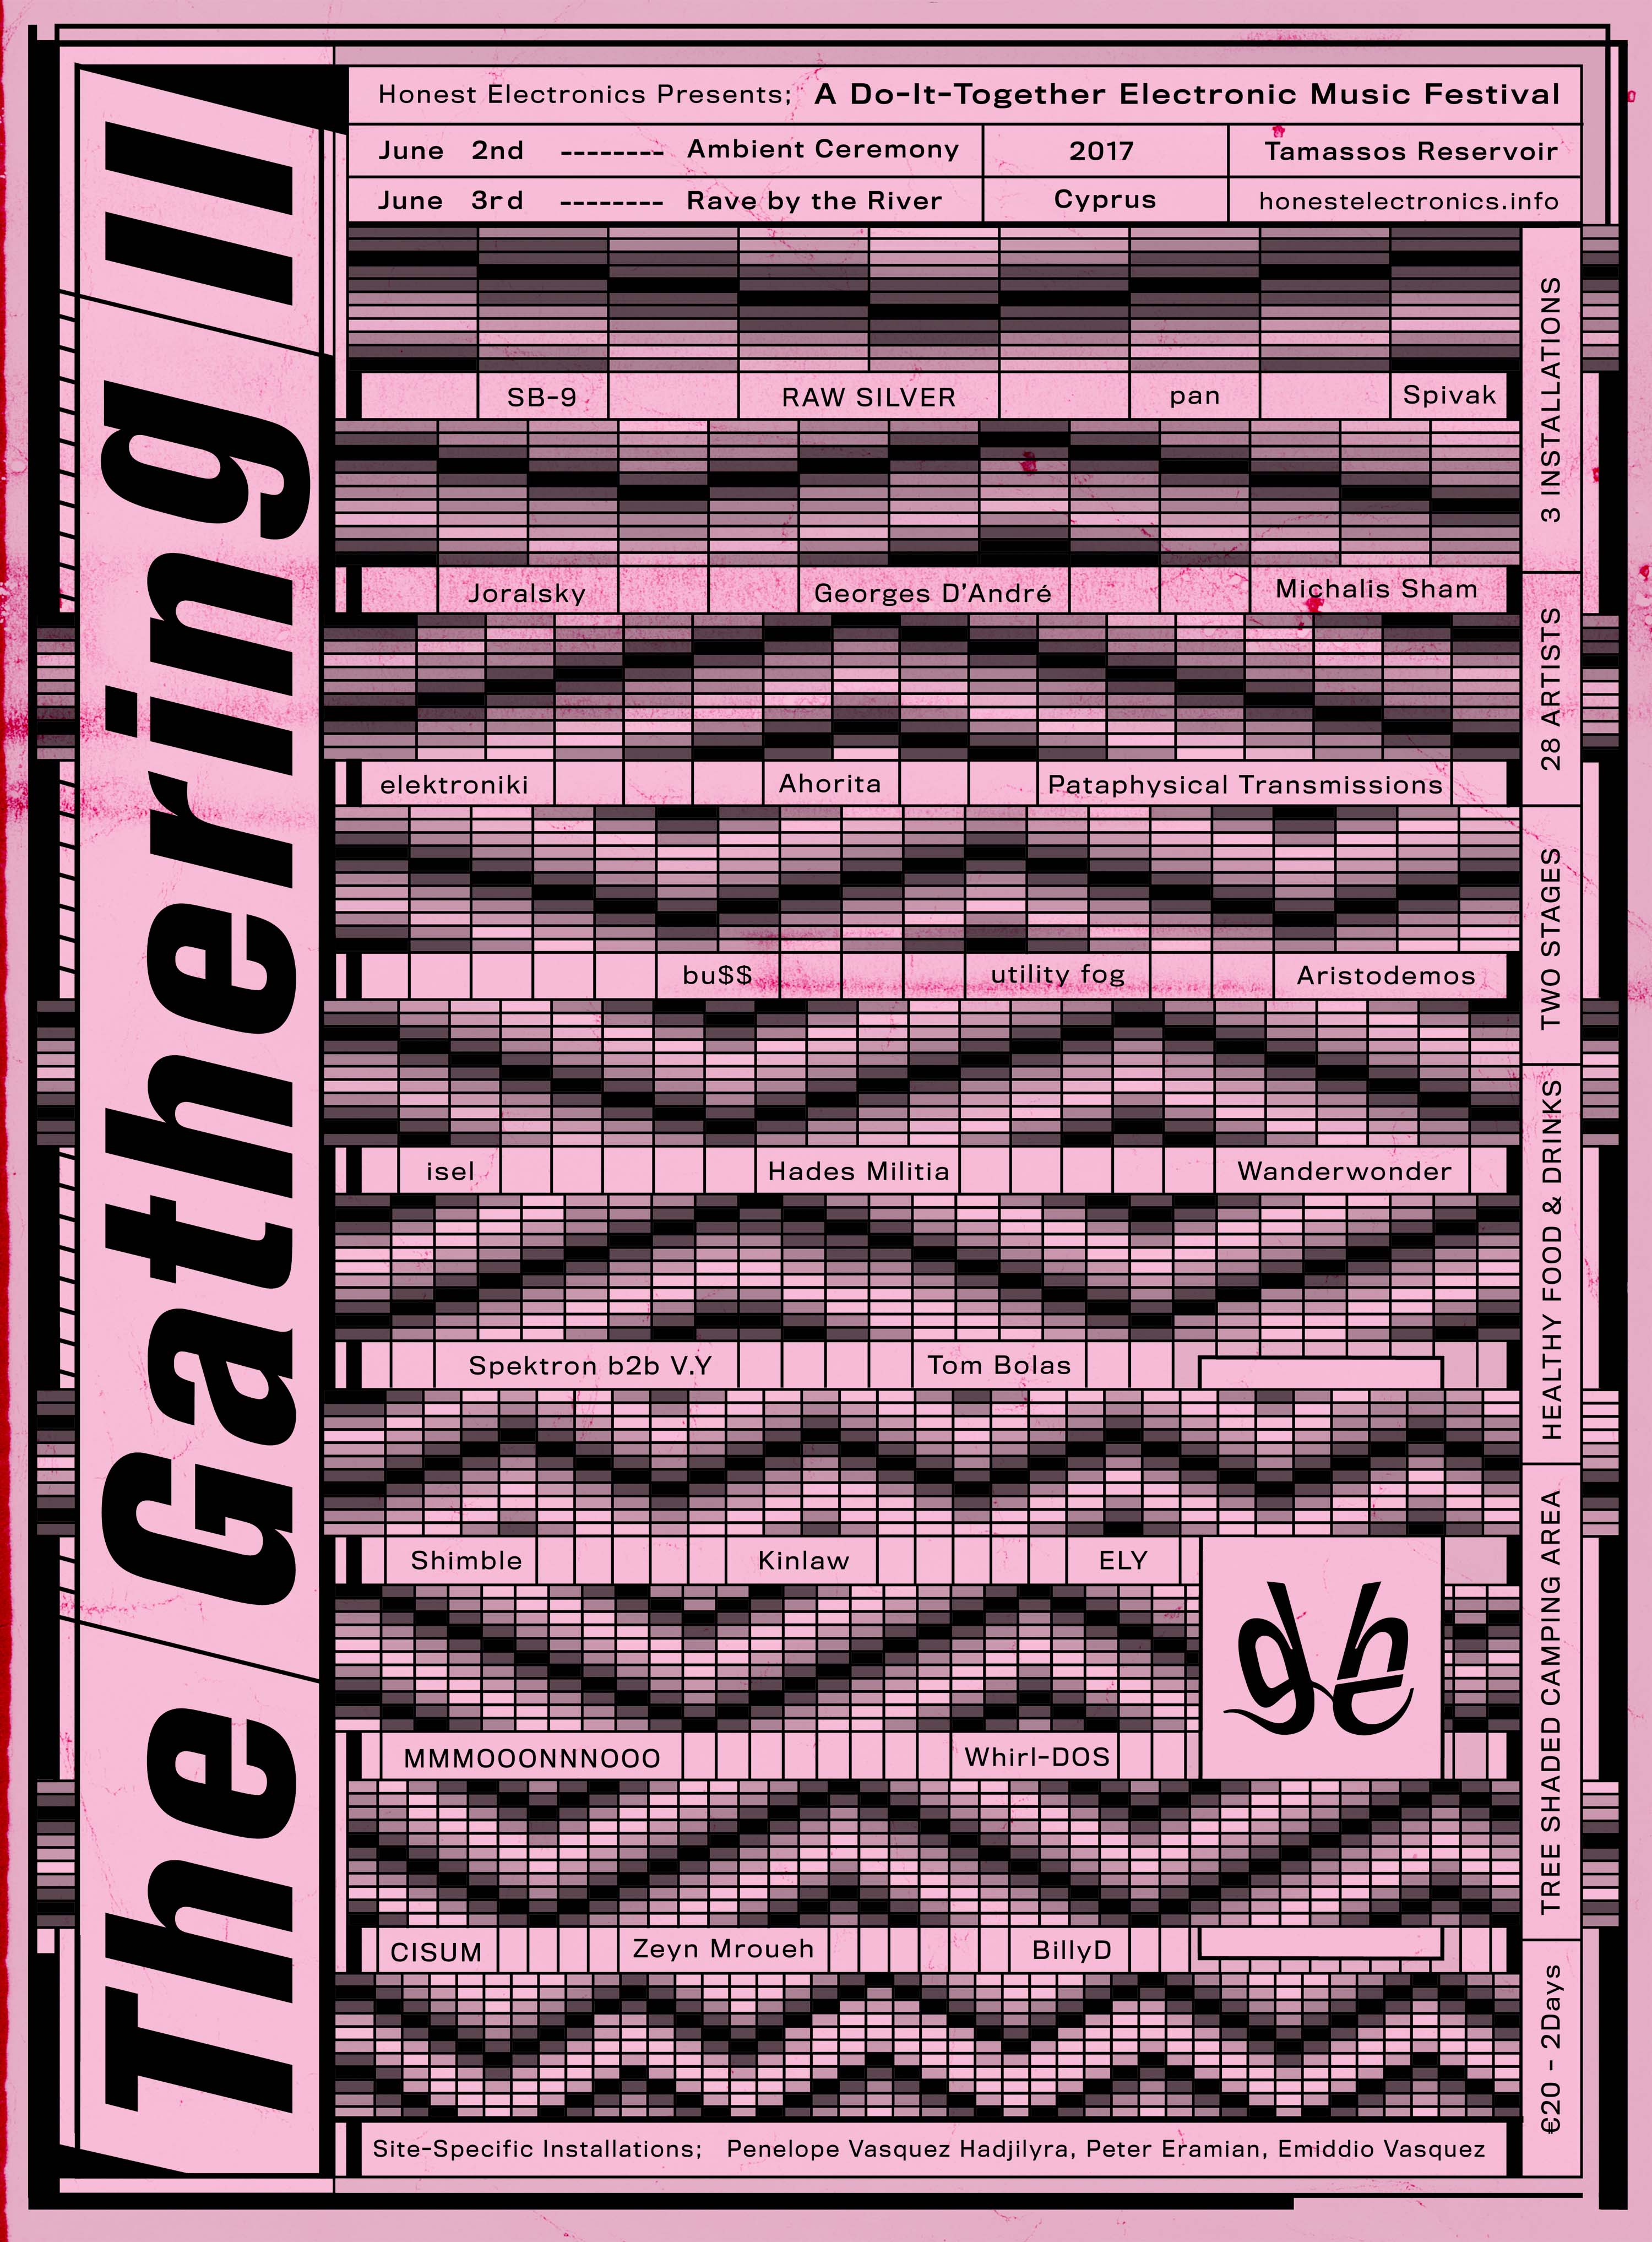 The Gathering II
Honest Electronics Presents; A Do-It-Together Electronic Music Festival
June 2nd -------- Ambient Ceremony 2017 Tamassos Reservoir
June 3rd -------- Rave by the River Cyprus honestelectronics.info
SB-9 RAW SILVER pan Spivak
Joralsky Georges D'André Michalis Sham
elektroniki Ahorita Pataphysical Transmissions
bu$$ utility fog Aristodemos
isel Hades Militia Wanderwonder
Spektron b2b V.Y Tom Bolas
Shimble Kinlaw ELY
MMMOOONNNOOO Whirl-DOS
CISUM Zeyn Mroueh BillyD
Site-Specific Installations; Penelope Vasquez Hadjilyra, Peter Eramian, Emiddio Vasquez
3 INSTALLATIONS
28 ARTISTS
TWO STAGES
HEALTHY FOOD & DRINKS
TREE SHADED CAMPING AREA
€20 - 2Days